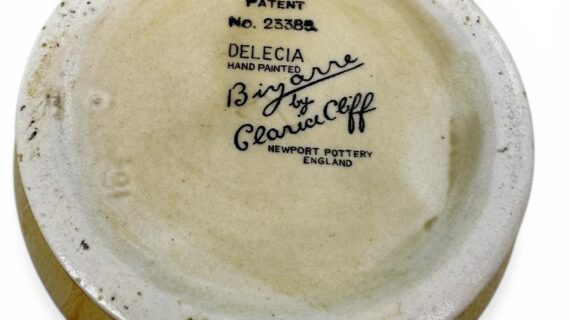 PATENT
No. 23385
DELECIA
HAND PAINTED
Bizarre
by
Clarice Cliff
NEWPORT POTTERY
ENGLAND